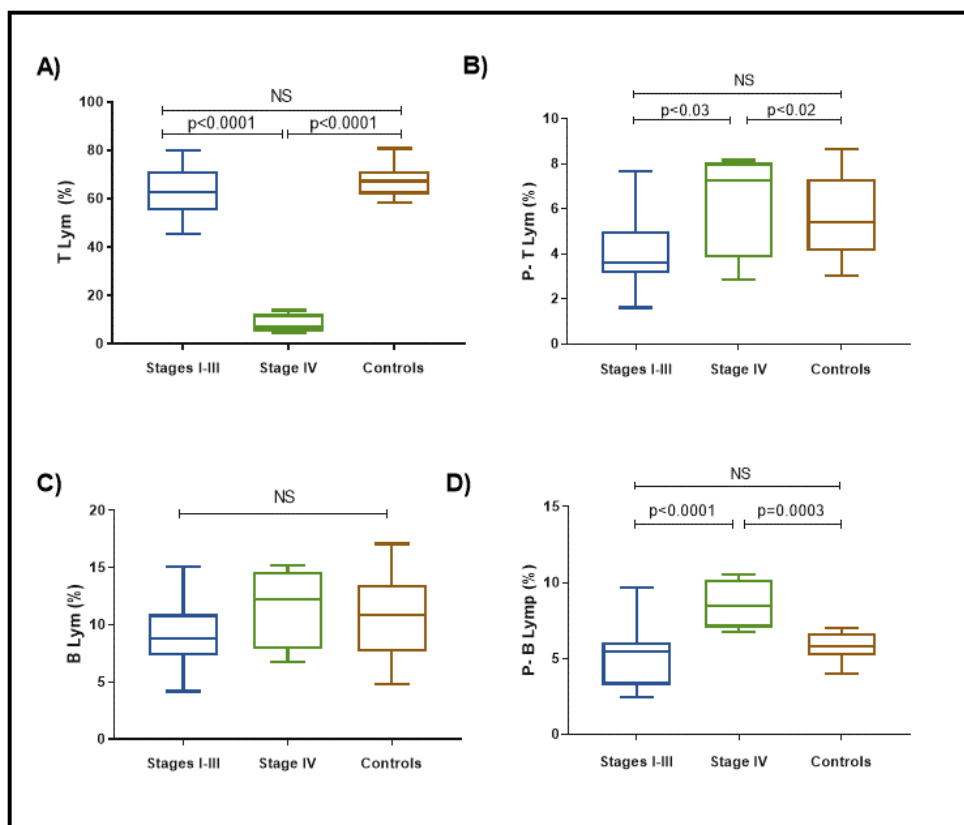 A)
NS
p<0.0001 p<0.0001
T Lym (%)
100
80
60
40
20
0
Stages I-III Stage IV Controls
B)
NS
p<0.03 p<0.02
P- T Lym (%)
10
8
6
4
2
0
Stages I-III Stage IV Controls
C)
NS
B Lym (%)
20
15
10
5
0
Stages I-III Stage IV Controls
D)
NS
p<0.0001 p=0.0003
P- B Lymp (%)
15
10
5
0
Stages I-III Stage IV Controls